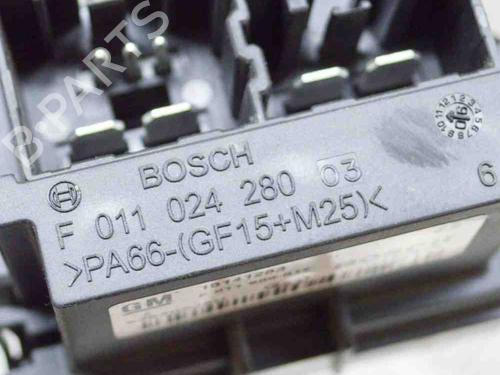 B-PARTS
BOSCH
F 011 024 280 03
6
>PA66-(GF15+M25)<
GM